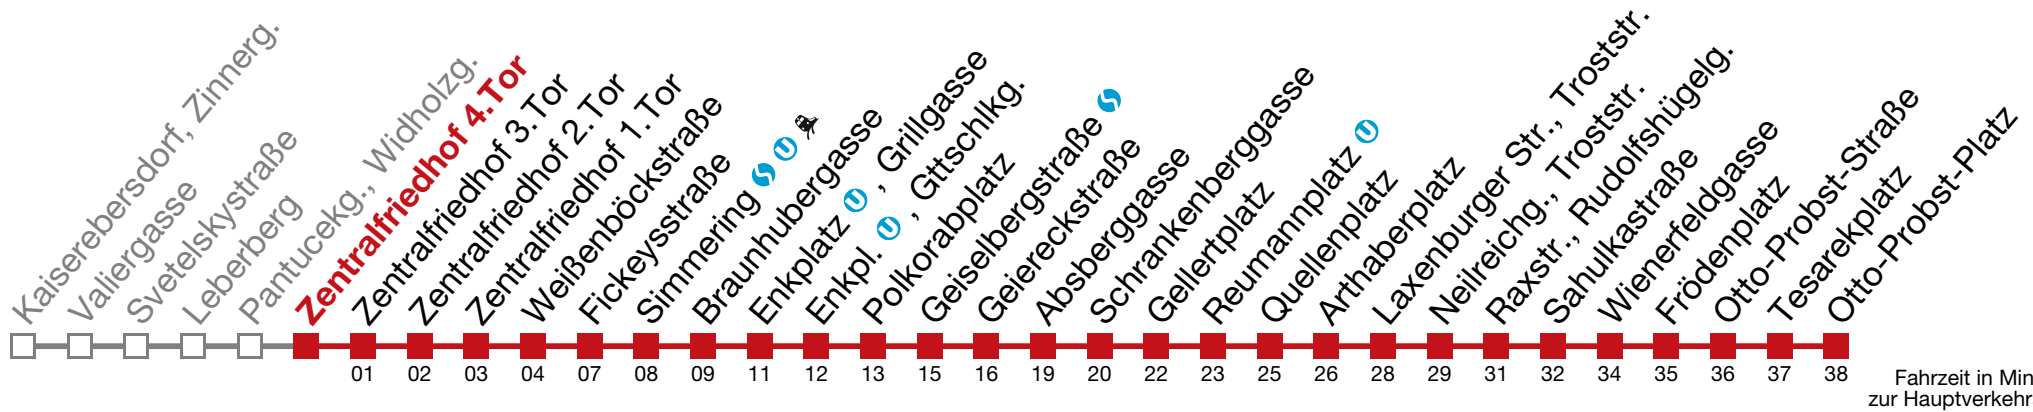 Kaiserebersdorf, Zinnerg.
Valiergasse
Svetelskystraße
Leberberg
Pantucekg., Widholzg.
Zentralfriedhof 4.Tor
Zentralfriedhof 3.Tor
Zentralfriedhof 2.Tor
Zentralfriedhof 1.Tor
Weißenböckstraße
Fickeysstraße
Simmering S U
Braunhubergasse
Enkplatz U , Grillgasse
Enkpl. U , Gttschlkg.
Polkorabplatz
Geiselbergstraße S
Geiereckstraße
Absberggasse
Schrankenberggasse
Gellertplatz
Reumannplatz U
Quellenplatz
Arthaberplatz
Laxenburger Str., Troststr.
Neilreichg., Troststr.
Raxstr., Rudolfshügelg.
Sahulkastraße
Wienerfeldgasse
Frödenplatz
Otto-Probst-Straße
Tesarekplatz
Otto-Probst-Platz
01 02 03 04 07 08 09 11 12 13 15 16 19 20 22 23 25 26 28 29 31 32 34 35 36 37 38
Fahrzeit in Min
zur Hauptverkehr